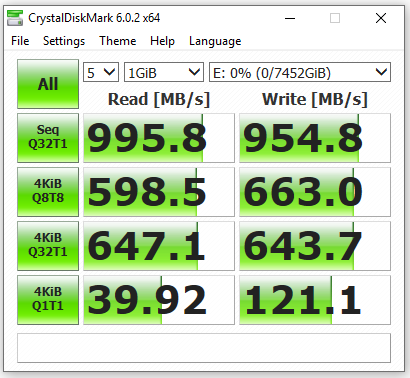 CrystalDiskMark 6.0.2 x64
File Settings Theme Help Language
All 5 1GiB E: 0% (0/7452GiB)
Read [MB/s] Write [MB/s]
Seq
Q32T1 995.8 954.8
4KiB
Q8T8 598.5 663.0
4KiB
Q32T1 647.1 643.7
4KiB
Q1T1 39.92 121.1